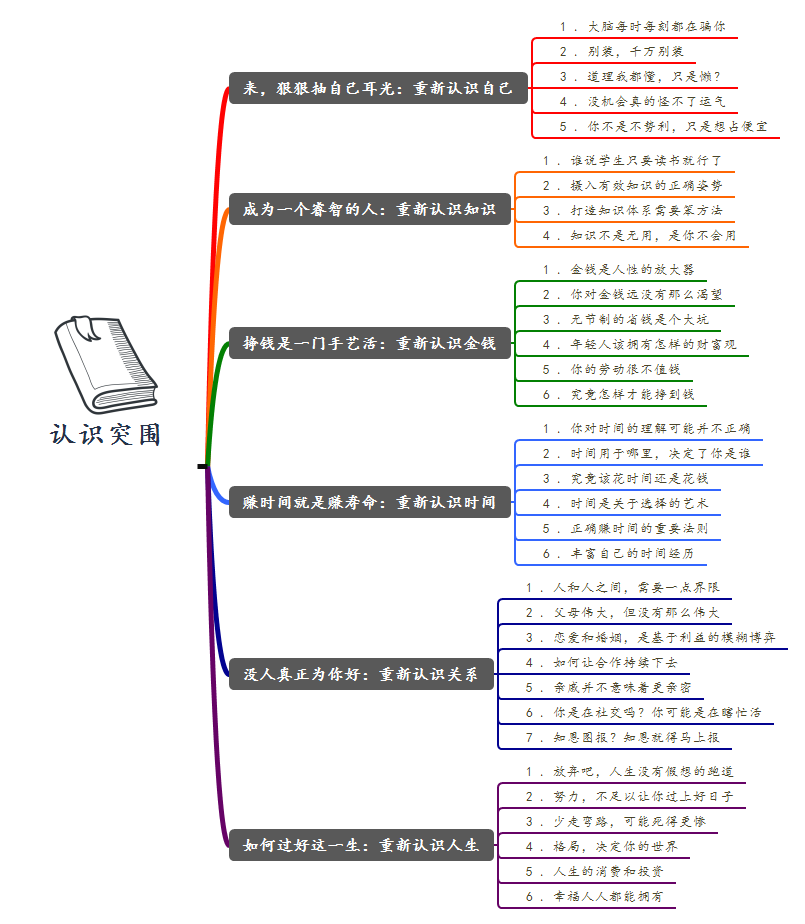 认识突围
来，狠狠抽自己耳光：重新认识自己
1．大脑每时每刻都在骗你
2．别装，千万别装
3．道理我都懂，只是懒？
4．没机会真的怪不了运气
5．你不是不势利，只是想占便宜
成为一个睿智的人：重新认识知识
1．谁说学生只要读书就行了
2．摄入有效知识的正确姿势
3．打造知识体系需要笨方法
4．知识不是无用，是你不会用
挣钱是一门手艺活：重新认识金钱
1．金钱是人性的放大器
2．你对金钱远没有那么渴望
3．无节制的省钱是个大坑
4．年轻人该拥有怎样的财富观
5．你的劳动很不值钱
6．究竟怎样才能挣到钱
赚时间就是赚寿命：重新认识时间
1．你对时间的理解可能并不正确
2．时间用于哪里，决定了你是谁
3．究竟该花时间还是花钱
4．时间是关于选择的艺术
5．正确赚时间的重要法则
6．丰富自己的时间经历
没人真正为你好：重新认识关系
1．人和人之间，需要一点界限
2．父母伟大，但没有那么伟大
3．恋爱和婚姻，是基于利益的模糊博弈
4．如何让合作持续下去
5．亲戚并不意味着更亲密
6．你是在社交吗？你可能是在瞎忙活
7．知恩图报？知恩就得马上报
如何过好这一生：重新认识人生
1．放弃吧，人生没有假想的跑道
2．努力，不足以让你过上好日子
3．少走弯路，可能死得更惨
4．格局，决定你的世界
5．人生的消费和投资
6．幸福人人都能拥有